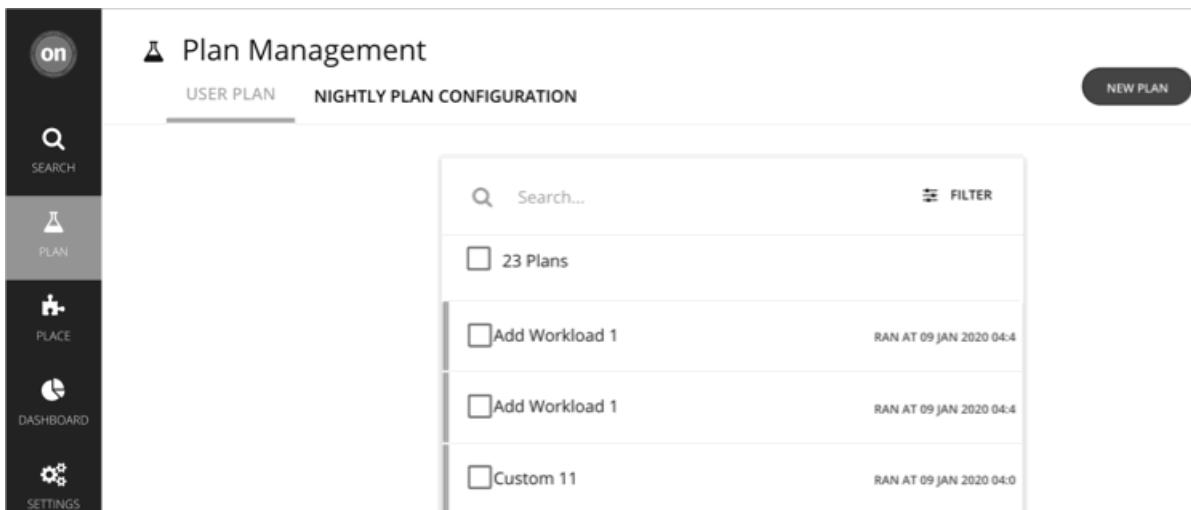 on
Plan Management
USER PLAN NIGHTLY PLAN CONFIGURATION
NEW PLAN
SEARCH
PLAN
PLACE
DASHBOARD
SETTINGS
Search... FILTER
23 Plans
Add Workload 1 RAN AT 09 JAN 2020 04:4
Add Workload 1 RAN AT 09 JAN 2020 04:4
Custom 11 RAN AT 09 JAN 2020 04:0